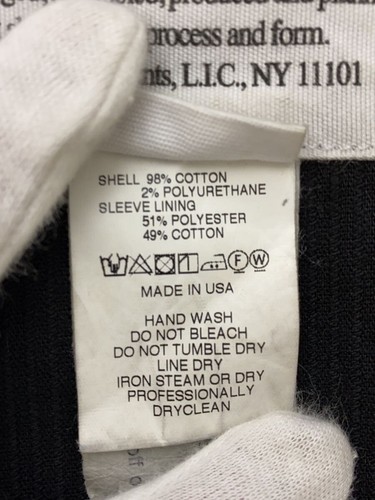 process and form.
L.I.C., NY 11101
SHELL 98% COTTON
2% POLYURETHANE
SLEEVE LINING
51% POLYESTER
49% COTTON
F W
MADE IN USA
HAND WASH
DO NOT BLEACH
DO NOT TUMBLE DRY
LINE DRY
IRON STEAM OR DRY
PROFESSIONALLY
DRYCLEAN